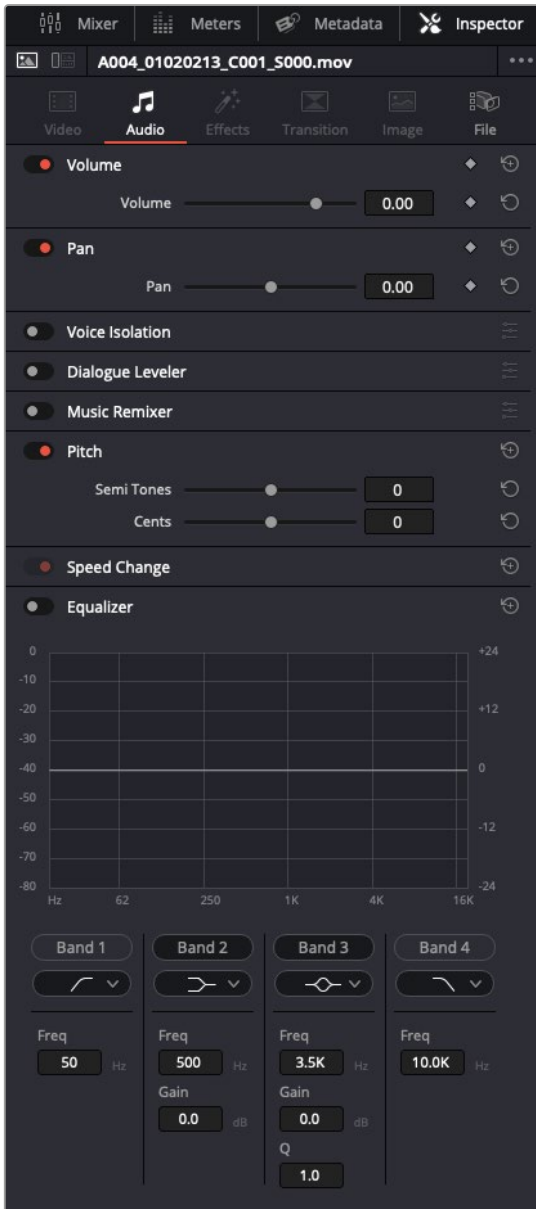 Mixer Meters Metadata Inspector
A004_01020213_C001_S000.mov
Video Audio Effects Transition Image File
Volume
Volume 0.00
Pan
Pan 0.00
Voice Isolation
Dialogue Leveler
Music Remixer
Pitch
Semi Tones 0
Cents 0
Speed Change
Equalizer
0 +24
-10
-20 +12
-30
-40 0
-50
-60 -12
-70
-80 -24
Hz 62 250 1K 4K 16K
Band 1 Band 2 Band 3 Band 4
Freq Freq Freq Freq
50 Hz 500 Hz 3.5K Hz 10.0K Hz
Gain Gain
0.0 dB 0.0 dB
Q
1.0